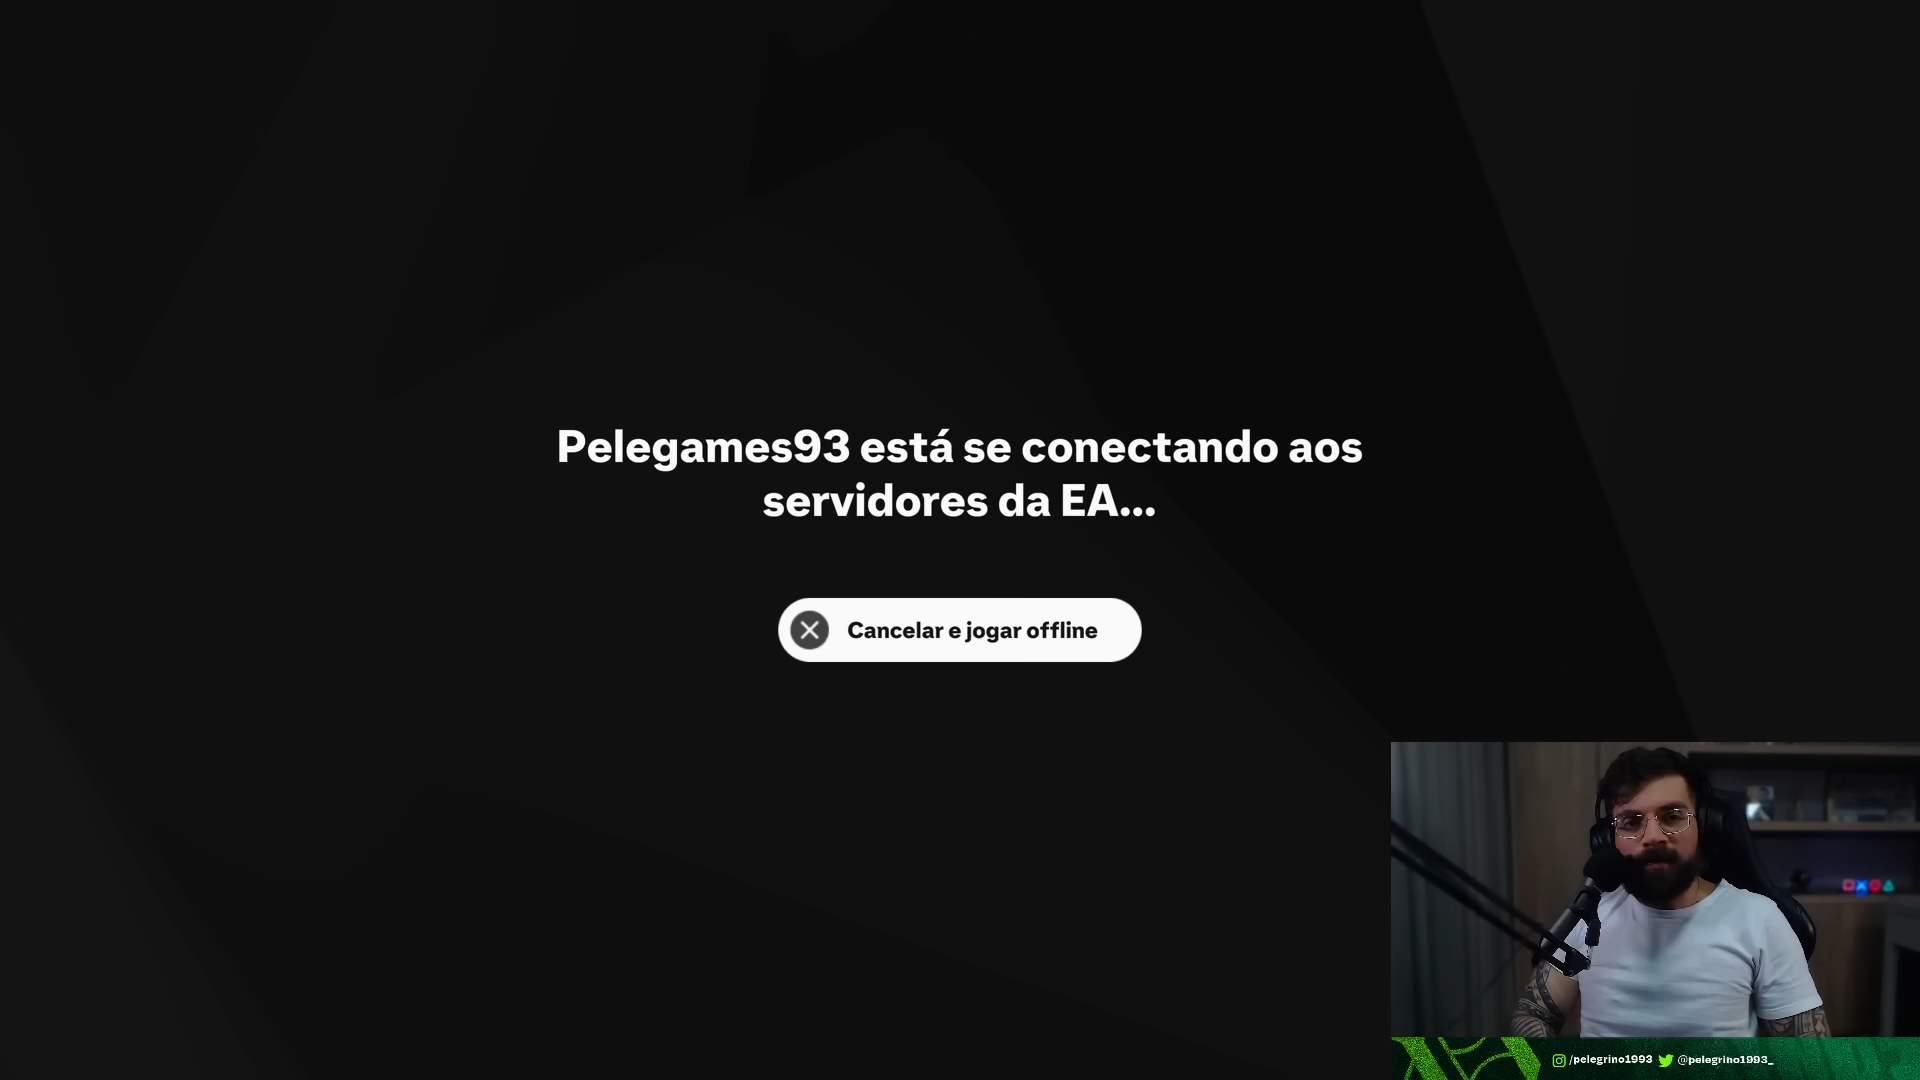 Pelegames93 está se conectando aos
servidores da EA...
Cancelar e jogar offline
/pelegrino1993 @pelegrino1993_